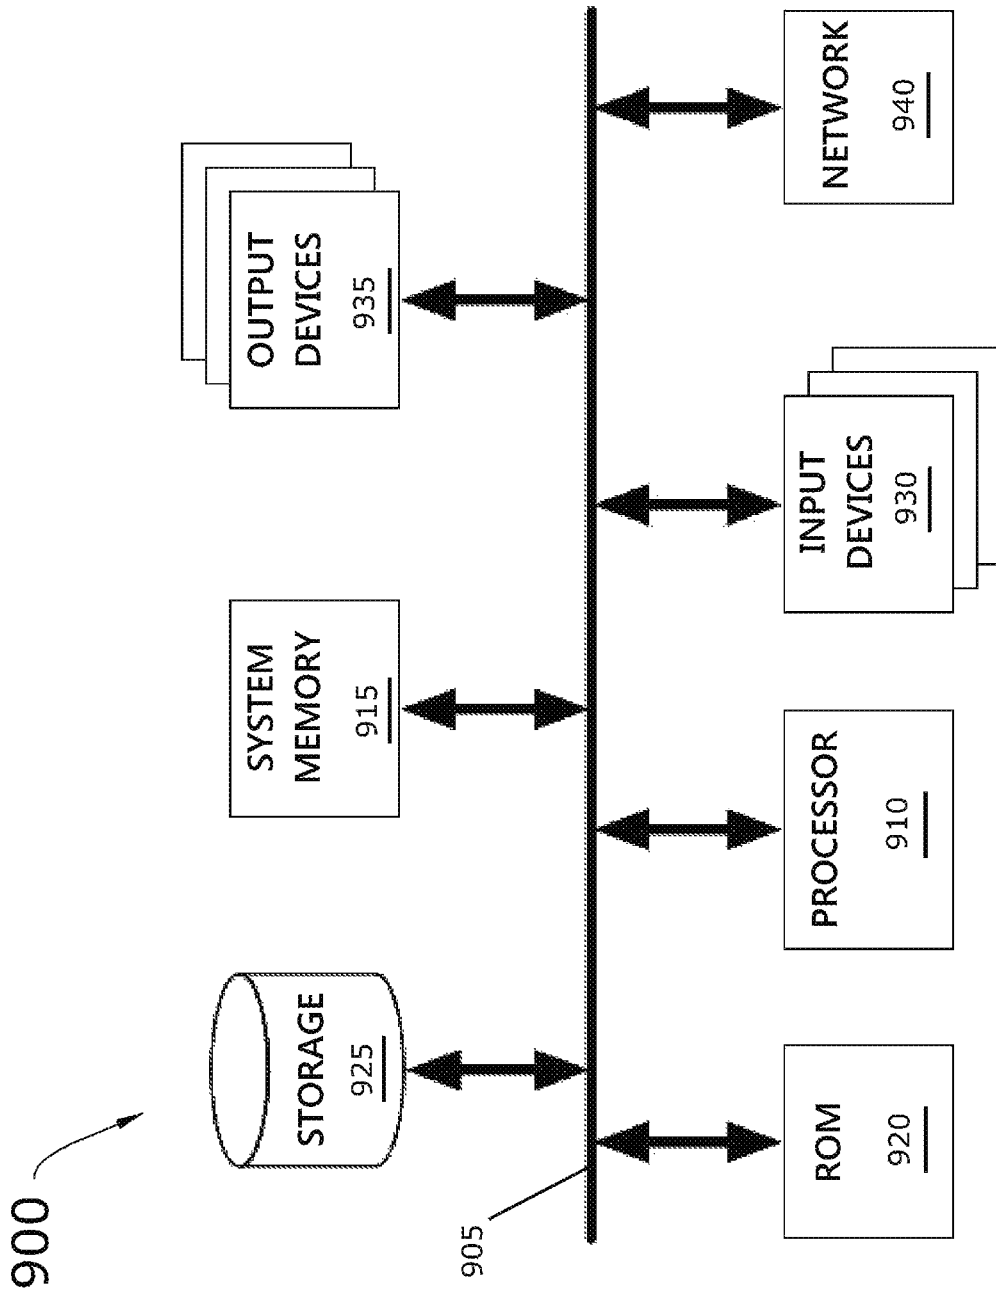 900
STORAGE
925
SYSTEM
MEMORY
915
OUTPUT
DEVICES
935
905
ROM
920
PROCESSOR
910
INPUT
DEVICES
930
NETWORK
940